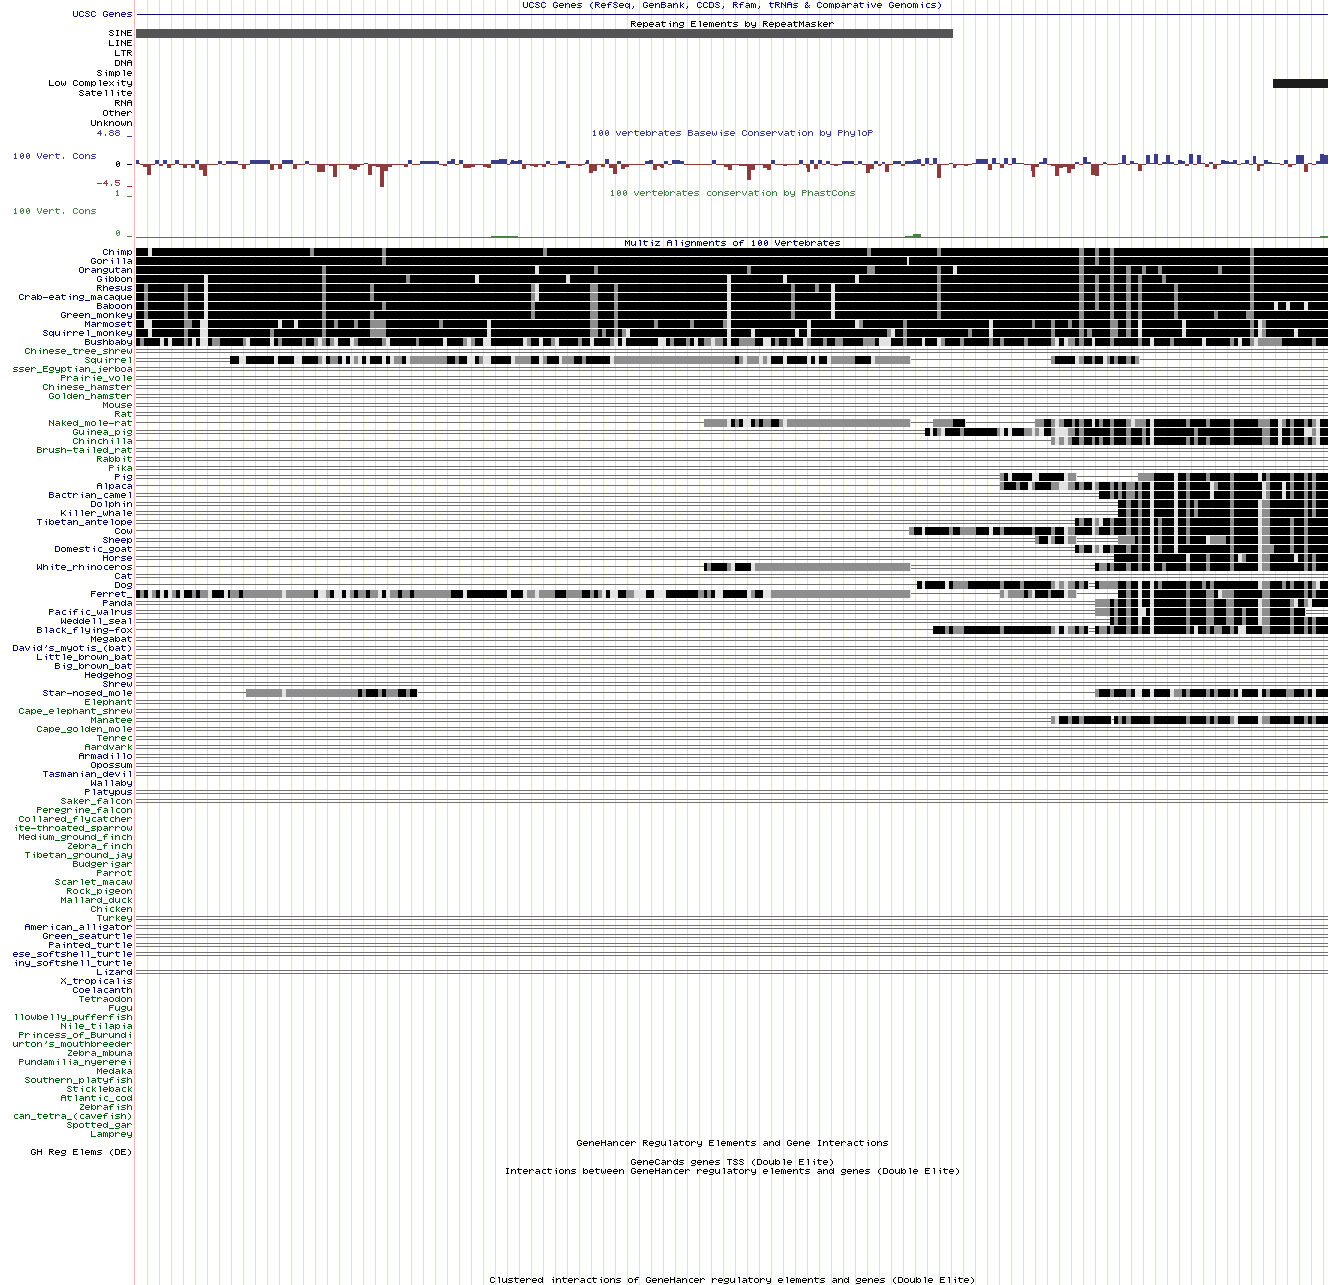 UCSC Genes (RefSeq, GenBank, CCDS, Rfam, tRNAs & Comparative Genomics)
UCSC Genes
Repeating Elements by RepeatMasker
SINE
LINE
LTR
DNA
Simple
Low Complexity
Satellite
RNA
Other
Unknown
4.88 _
100 vertebrates Basewise Conservation by PhyloP
100 Vert. Cons
0 -
-4.5 _
1 _
100 vertebrates conservation by PhastCons
100 Vert. Cons
0 _
Multiz Alignments of 100 Vertebrates
Chimp
Gorilla
Orangutan
Gibbon
Rhesus
Crab-eating_macaque
Baboon
Green_monkey
Marmoset
Squirrel_monkey
Bushbaby
Chinese_tree_shrew
Squirrel
sser_Egyptian_jerboa
Prairie_vole
Chinese_hamster
Golden_hamster
Mouse
Rat
Naked_mole-rat
Guinea_pig
Chinchilla
Brush-tailed_rat
Rabbit
Pika
Pig
Alpaca
Bactrian_camel
Dolphin
Killer_whale
Tibetan_antelope
Cow
Sheep
Domestic_goat
Horse
White_rhinoceros
Cat
Dog
Ferret_
Panda
Pacific_walrus
Weddell_seal
Black_flying-fox
Megabat
David's_myotis_(bat)
Little_brown_bat
Big_brown_bat
Hedgehog
Shrew
Star-nosed_mole
Elephant
Cape_elephant_shrew
Manatee
Cape_golden_mole
Tenrec
Aardvark
Armadillo
Opossum
Tasmanian_devil
Wallaby
Platypus
Saker_falcon
Peregrine_falcon
Collared_flycatcher
ite-throated_sparrow
Medium_ground_finch
Zebra_finch
Tibetan_ground_jay
Budgerigar
Parrot
Scarlet_macaw
Rock_pigeon
Mallard_duck
Chicken
Turkey
American_alligator
Green_seaturtle
Painted_turtle
ese_softshell_turtle
iny_softshell_turtle
Lizard
X_tropicalis
Coelacanth
Tetraodon
Fugu
llowbelly_pufferfish
Nile_tilapia
Princess_of_Burundi
urton's_mouthbreeder
Zebra_mbuna
Pundamilia_nyererei
Medaka
Southern_platyfish
Stickleback
Atlantic_cod
Zebrafish
can_tetra_(cavefish)
Spotted_gar
Lamprey
GeneHancer Regulatory Elements and Gene Interactions
GH Reg Elems (DE)
GeneCards genes TSS (Double Elite)
Interactions between GeneHancer regulatory elements and genes (Double Elite)
Clustered interactions of GeneHancer regulatory elements and genes (Double Elite)